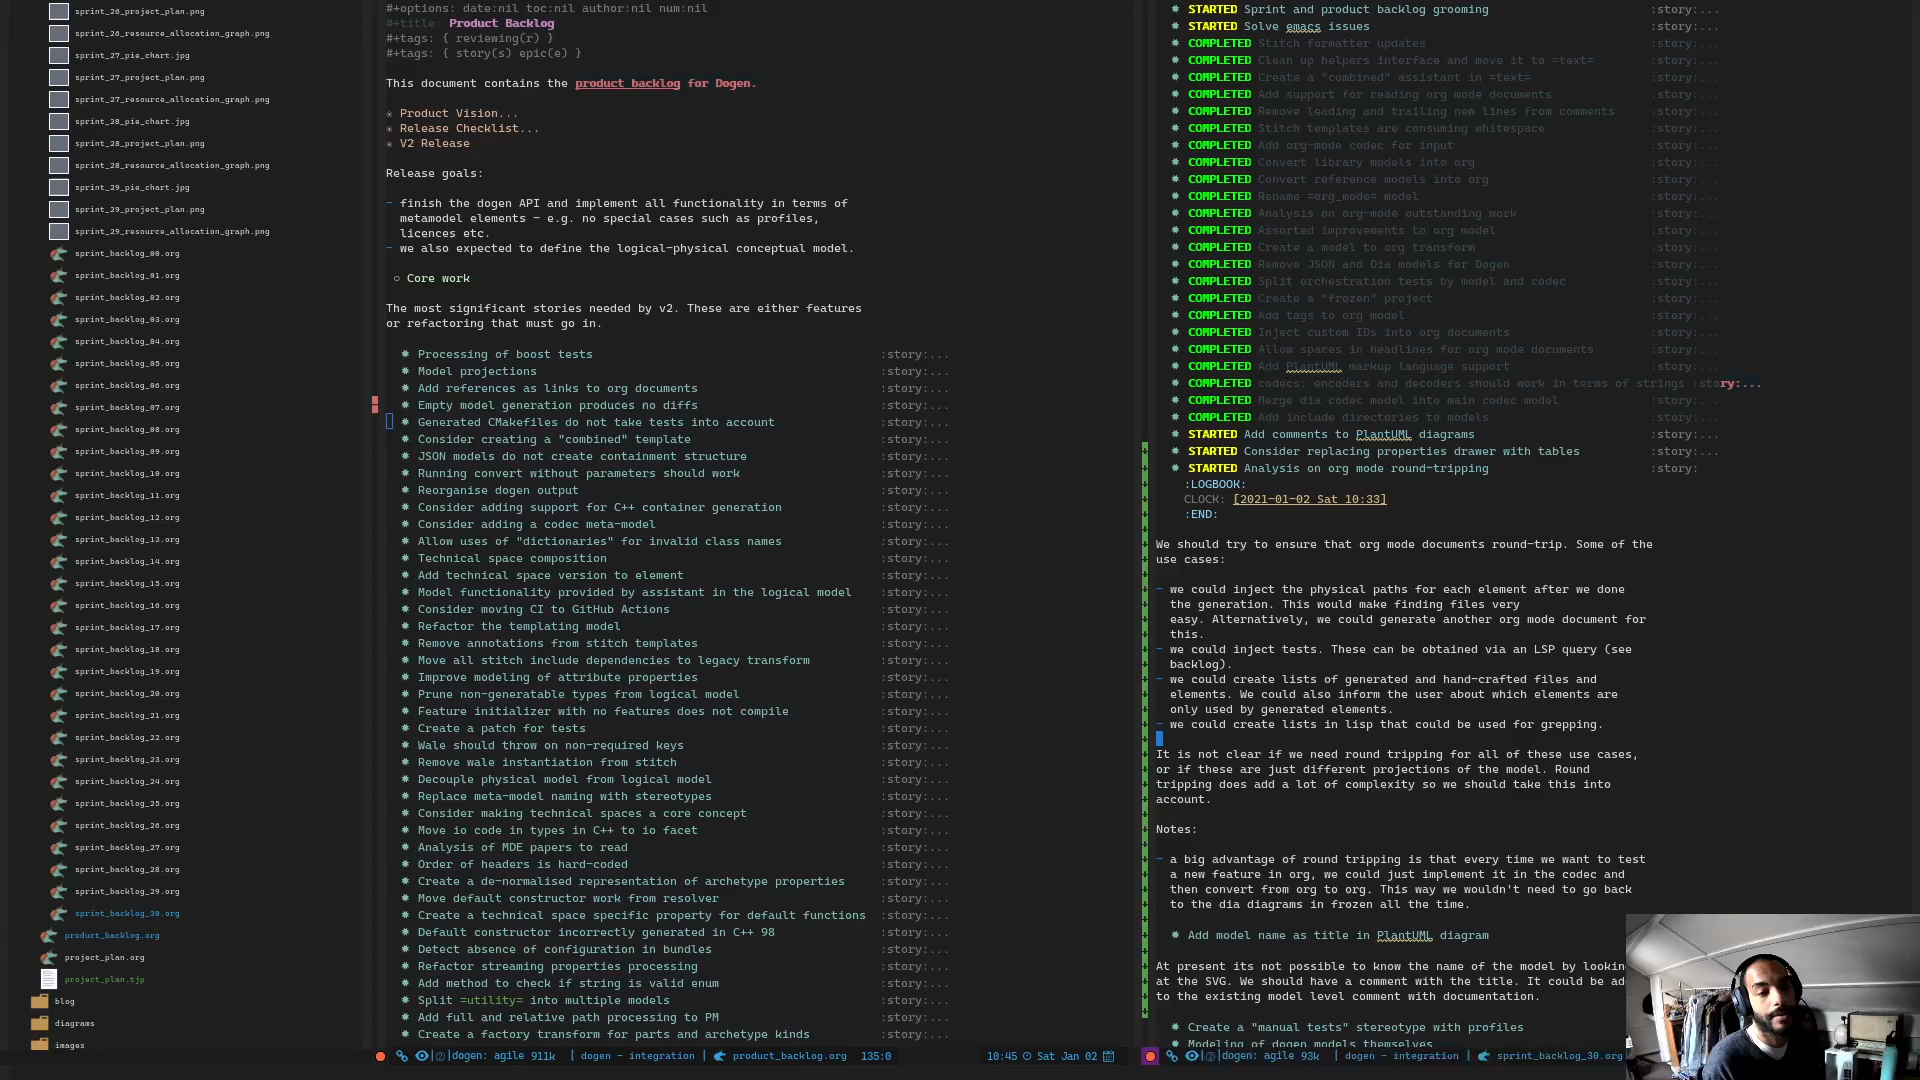 sprint_26_project_plan.png
sprint_26_resource_allocation_graph.png
sprint_27_pie_chart.jpg
sprint_27_project_plan.png
sprint_27_resource_allocation_graph.png
sprint_28_pie_chart.jpg
sprint_28_project_plan.png
sprint_28_resource_allocation_graph.png
sprint_29_pie_chart.jpg
sprint_29_project_plan.png
sprint_29_resource_allocation_graph.png
sprint_backlog_00.org
sprint_backlog_01.org
sprint_backlog_02.org
sprint_backlog_03.org
sprint_backlog_04.org
sprint_backlog_05.org
sprint_backlog_06.org
sprint_backlog_07.org
sprint_backlog_08.org
sprint_backlog_09.org
sprint_backlog_10.org
sprint_backlog_11.org
sprint_backlog_12.org
sprint_backlog_13.org
sprint_backlog_14.org
sprint_backlog_15.org
sprint_backlog_16.org
sprint_backlog_17.org
sprint_backlog_18.org
sprint_backlog_19.org
sprint_backlog_20.org
sprint_backlog_21.org
sprint_backlog_22.org
sprint_backlog_23.org
sprint_backlog_24.org
sprint_backlog_25.org
sprint_backlog_26.org
sprint_backlog_27.org
sprint_backlog_28.org
sprint_backlog_29.org
sprint_backlog_30.org
product_backlog.org
project_plan.org
project_plan.tjp
blog
diagrams
images
#+options: date:nil toc:nil author:nil num:nil
#+title: Product Backlog
#+tags: { reviewing(r) }
#+tags: { story(s) epic(e) }
This document contains the product backlog for Dogen.
Product Vision...
Release Checklist...
V2 Release
Release goals:
- finish the dogen API and implement all functionality in terms of
metamodel elements - e.g. no special cases such as profiles,
licences etc.
- we also expected to define the logical-physical conceptual model.
○ Core work
The most significant stories needed by v2. These are either features
or refactoring that must go in.
✸ Processing of boost tests :story:...
✸ Model projections :story:...
✸ Add references as links to org documents :story:...
✸ Empty model generation produces no diffs :story:...
✸ Generated CMakefiles do not take tests into account :story:...
✸ Consider creating a "combined" template :story:...
✸ JSON models do not create containment structure :story:...
✸ Running convert without parameters should work :story:...
✸ Reorganise dogen output :story:...
✸ Consider adding support for C++ container generation :story:...
✸ Consider adding a codec meta-model :story:...
✸ Allow uses of "dictionaries" for invalid class names :story:...
✸ Technical space composition :story:...
✸ Add technical space version to element :story:...
✸ Model functionality provided by assistant in the logical model :story:...
✸ Consider moving CI to GitHub Actions :story:...
✸ Refactor the templating model :story:...
✸ Remove annotations from stitch templates :story:...
✸ Move all stitch include dependencies to legacy transform :story:...
✸ Improve modeling of attribute properties :story:...
✸ Prune non-generatable types from logical model :story:...
✸ Feature initializer with no features does not compile :story:...
✸ Create a patch for tests :story:...
✸ Wale should throw on non-required keys :story:...
✸ Remove wale instantiation from stitch :story:...
✸ Decouple physical model from logical model :story:...
✸ Replace meta-model naming with stereotypes :story:...
✸ Consider making technical spaces a core concept :story:...
✸ Move io code in types in C++ to io facet :story:...
✸ Analysis of MDE papers to read :story:...
✸ Order of headers is hard-coded :story:...
✸ Create a de-normalised representation of archetype properties :story:...
✸ Move default constructor work from resolver :story:...
✸ Create a technical space specific property for default functions :story:...
✸ Default constructor incorrectly generated in C++ 98 :story:...
✸ Detect absence of configuration in bundles :story:...
✸ Refactor streaming properties processing :story:...
✸ Add method to check if string is valid enum :story:...
✸ Split =utility= into multiple models :story:...
✸ Add full and relative path processing to PM :story:...
✸ Create a factory transform for parts and archetype kinds :story:...
dogen: agile 911k | dogen - integration | product_backlog.org 135:0 10:45 Sat Jan 02
✸ STARTED Sprint and product backlog grooming :story:...
✸ STARTED Solve emacs issues :story:...
✸ COMPLETED Stitch formatter updates :story:...
✸ COMPLETED Clean up helpers interface and move it to =text= :story:...
✸ COMPLETED Create a "combined" assistant in =text= :story:...
✸ COMPLETED Add support for reading org mode documents :story:...
✸ COMPLETED Remove leading and trailing new lines from comments :story:...
✸ COMPLETED Stitch templates are consuming whitespace :story:...
✸ COMPLETED Add org-mode codec for input :story:...
✸ COMPLETED Convert library models into org :story:...
✸ COMPLETED Convert reference models into org :story:...
✸ COMPLETED Rename =org_mode= model :story:...
✸ COMPLETED Analysis on org-mode outstanding work :story:...
✸ COMPLETED Assorted improvements to org model :story:...
✸ COMPLETED Create a model to org transform :story:...
✸ COMPLETED Remove JSON and Dia models for Dogen :story:...
✸ COMPLETED Split orchestration tests by model and codec :story:...
✸ COMPLETED Create a "frozen" project :story:...
✸ COMPLETED Add tags to org model :story:...
✸ COMPLETED Inject custom IDs into org documents :story:...
✸ COMPLETED Allow spaces in headlines for org mode documents :story:...
✸ COMPLETED Add PlantUML markup language support :story:...
✸ COMPLETED codecs: encoders and decoders should work in terms of strings :story:...
✸ COMPLETED Merge dia codec model into main codec model :story:...
✸ COMPLETED Add include directories to models :story:...
✸ STARTED Add comments to PlantUML diagrams :story:...
✸ STARTED Consider replacing properties drawer with tables :story:...
✸ STARTED Analysis on org mode round-tripping :story:
:LOGBOOK:
CLOCK: [2021-01-02 Sat 10:33]
:END:
We should try to ensure that org mode documents round-trip. Some of the
use cases:
- we could inject the physical paths for each element after we done
the generation. This would make finding files very
easy. Alternatively, we could generate another org mode document for
this.
- we could inject tests. These can be obtained via an LSP query (see
backlog).
- we could create lists of generated and hand-crafted files and
elements. We could also inform the user about which elements are
only used by generated elements.
- we could create lists in lisp that could be used for grepping.
It is not clear if we need round tripping for all of these use cases,
or if these are just different projections of the model. Round
tripping does add a lot of complexity so we should take this into
account.
Notes:
- a big advantage of round tripping is that every time we want to test
a new feature in org, we could just implement it in the codec and
then convert from org to org. This way we wouldn't need to go back
to the dia diagrams in frozen all the time.
✸ Add model name as title in PlantUML diagram
At present its not possible to know the name of the model by lookin
at the SVG. We should have a comment with the title. It could be ad
to the existing model level comment with documentation.
✸ Create a "manual tests" stereotype with profiles
✸ Modeling of dogen models themselves
dogen: agile 93k | dogen - integration | sprint_backlog_30.org